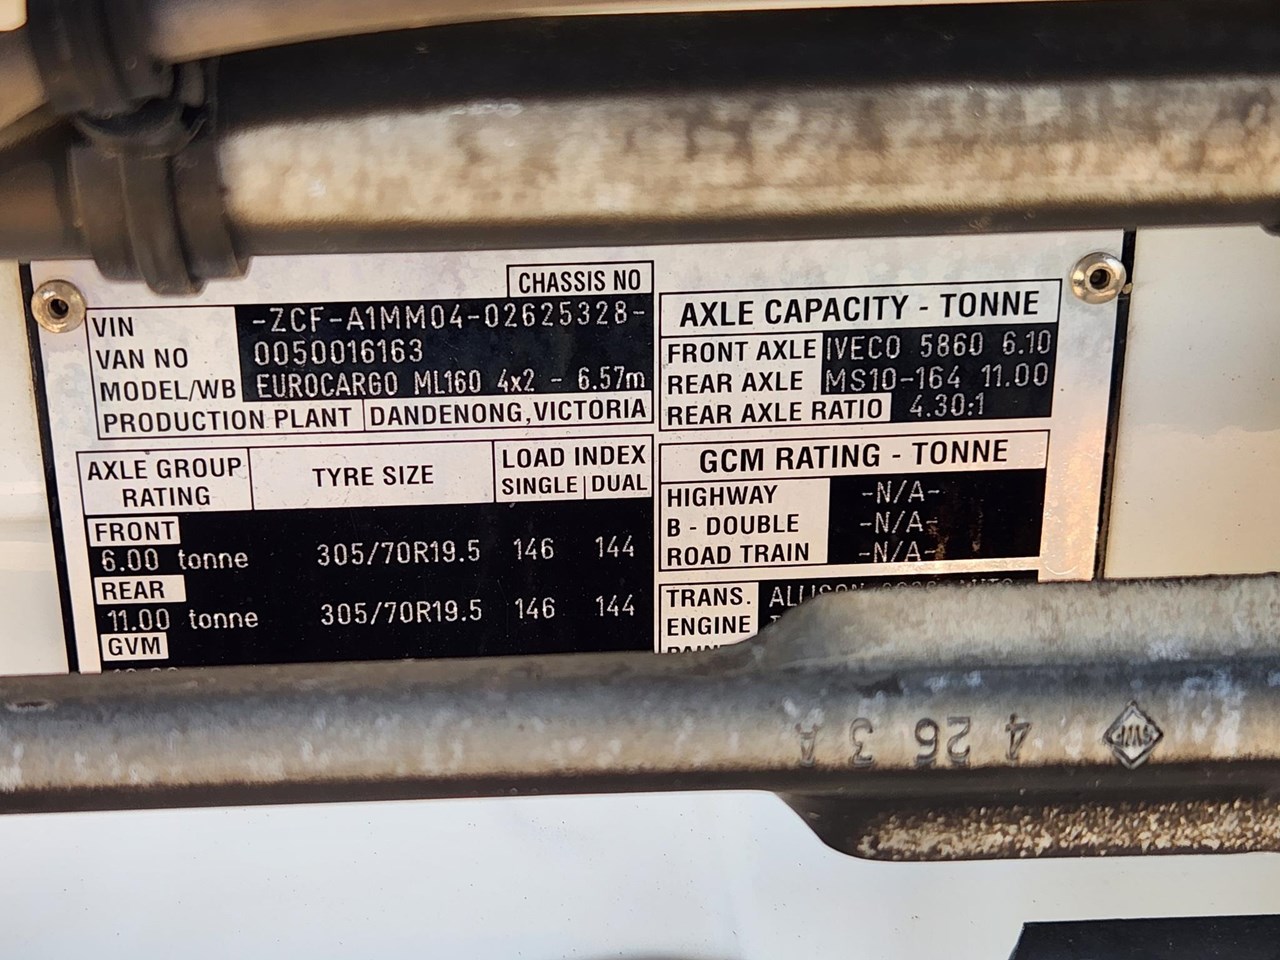 CHASSIS NO
VIN -ZCF-A1MM04-02625328-
VAN NO 0050016163
MODEL/WB EUROCARGO ML160 4x2 - 6.57m
PRODUCTION PLANT DANDENONG, VICTORIA
AXLE GROUP RATING TYRE SIZE LOAD INDEX
SINGLE DUAL
FRONT
6.00 tonne 305/70R19.5 146 144
REAR
11.00 tonne 305/70R19.5 146 144
GVM
AXLE CAPACITY - TONNE
FRONT AXLE IVECO 5860 6.10
REAR AXLE MS10-164 11.00
REAR AXLE RATIO 4.30:1
GCM RATING - TONNE
HIGHWAY -N/A-
B - DOUBLE -N/A-
ROAD TRAIN -N/A-
TRANS. ALLISON
ENGINE
4 26 3 A